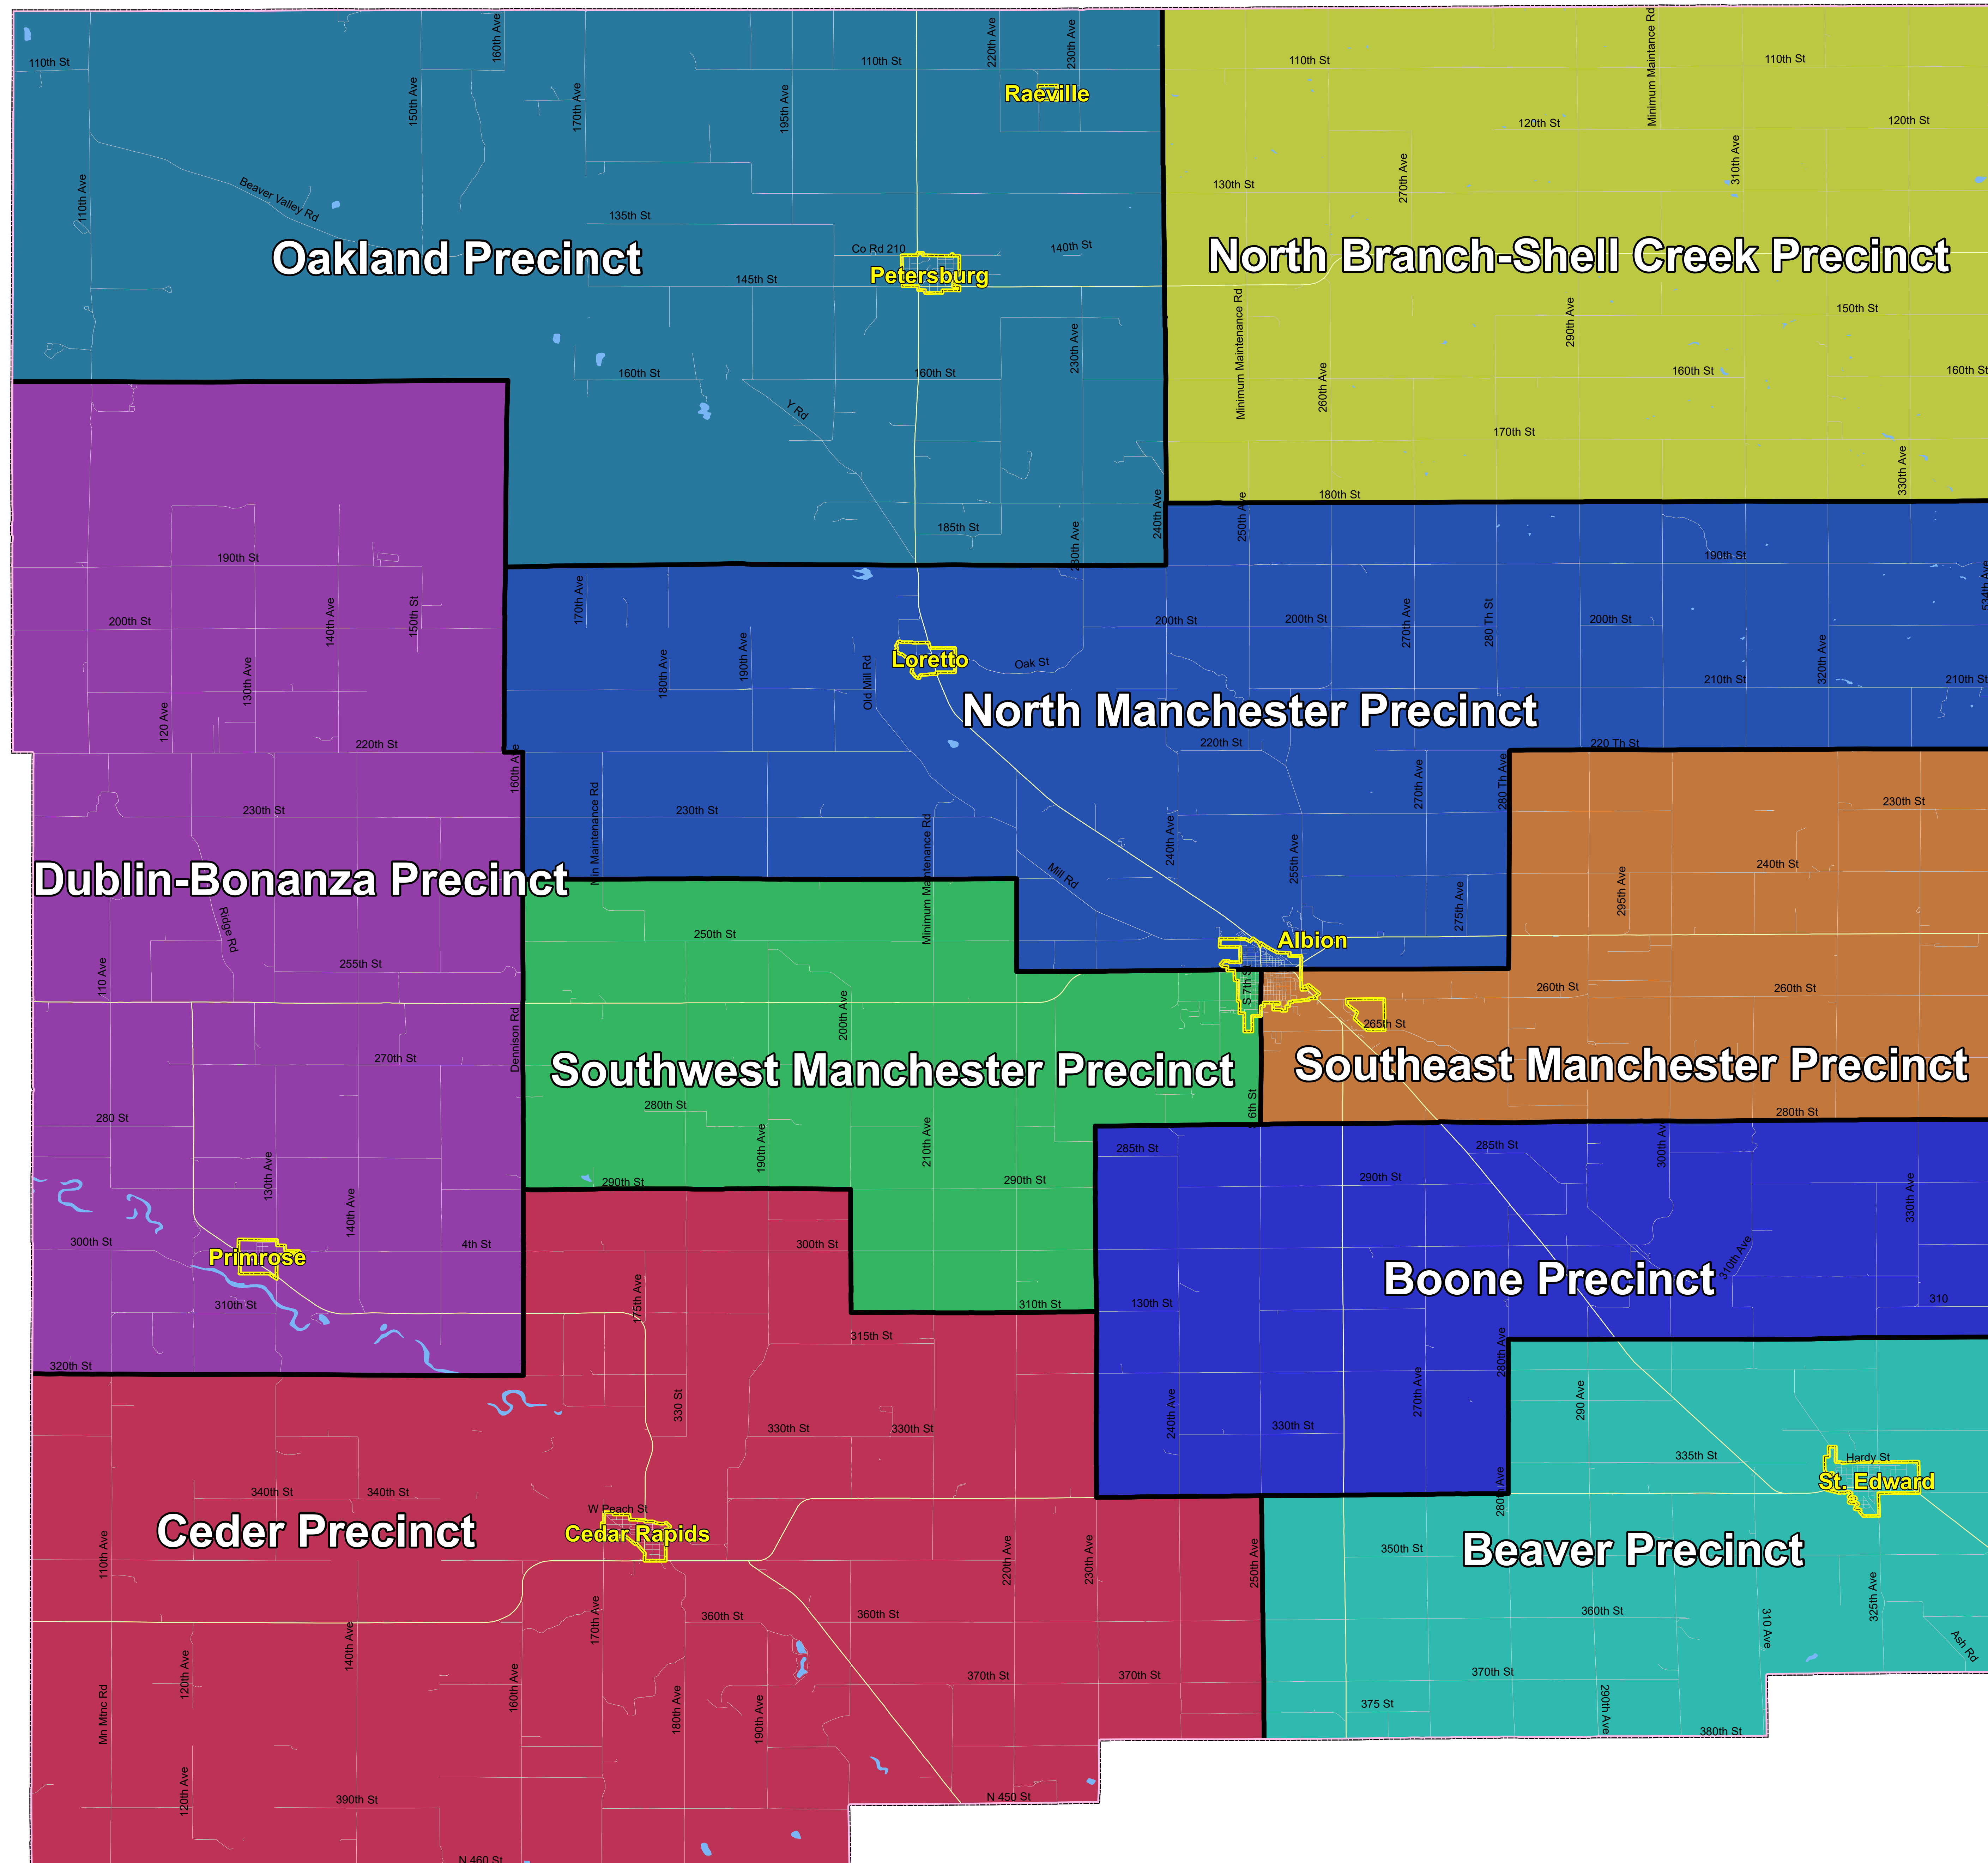 160th Ave
220th Ave
230th Ave
Minimum Maintance Rd
110th St
110th St
110th St
110th St
150th Ave
170th Ave
195th Ave
Raeville
120th St
120th St
110th Ave
Beaver Valley Rd
130th St
270th Ave
310th Ave
135th St
Oakland Precinct
Co Rd 210
140th St
North Branch-Shell Creek Precinct
Petersburg
145th St
Minimum Maintenance Rd
290th Ave
150th St
230th Ave
160th St
160th St
260th Ave
160th St
160th St
Y Rd
170th St
330th Ave
180th St
240th Ave
250th Ave
185th St
230th Ave
190th St
190th St
534th Ave
170th Ave
200th St
140th Ave
150th St
200th St
200th St
270th Ave
280 Th St
200th St
130th Ave
180th Ave
190th Ave
Old Mill Rd
Loretto
Oak St
320th Ave
210th St
210th St
120 Ave
North Manchester Precinct
220th St
160th Ave
220th St
220 Th St
270th Ave
280 Th Ave
230th St
Min Maintenance Rd
230th St
Minimum Maintenance Rd
240th Ave
255th Ave
230th St
240th St
Dublin-Bonanza Precinct
Mill Rd
295th Ave
275th Ave
Ridge Rd
250th St
Albion
110 Ave
255th St
S 7th St
260th St
260th St
200th Ave
265th St
Dennison Rd
270th St
Southwest Manchester Precinct
Southeast Manchester Precinct
280 St
280th St
6th St
280th St
190th Ave
210th Ave
285th St
285th St
300th Ave
130th Ave
290th St
290th St
290th St
140th Ave
330th Ave
300th St
Primrose
4th St
300th St
310th Ave
Boone Precinct
310th St
175th Ave
310th St
130th St
310
315th St
320th St
280th Ave
330 St
240th Ave
270th Ave
290 Ave
330th St
330th St
330th St
335th St
Hardy St
St. Edward
340th St
340th St
280th Ave
W Peach St
Ceder Precinct
Cedar Rapids
110th Ave
220th Ave
230th Ave
250th Ave
350th St
Beaver Precinct
170th Ave
360th St
360th St
360th St
325th Ave
140th Ave
310 Ave
Ash Rd
120th Ave
160th Ave
370th St
370th St
370th St
Mn Mtnc Rd
180th Ave
190th Ave
375 St
290th Ave
380th St
120th Ave
390th St
N 450 St
N 460 St